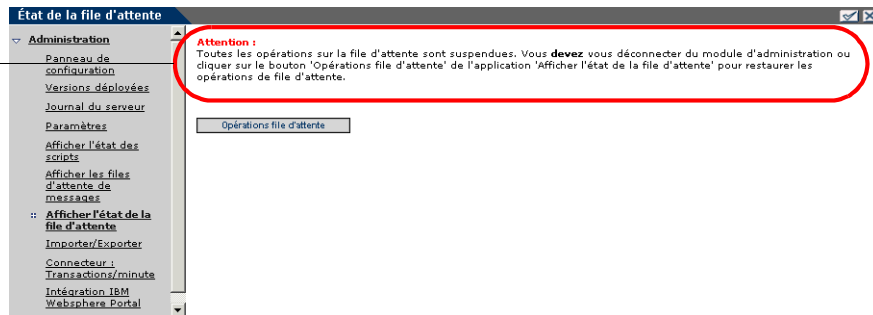 État de la file d'attente
Administration
Panneau de
configuration
Versions déployées
Journal du serveur
Paramètres
Afficher l'état des
scripts
Afficher les files
d'attente de
messages
Afficher l'état de la
file d'attente
Importer/Exporter
Connecteur :
Transactions/minute
Intégration IBM
Websphere Portal
Attention :
Toutes les opérations sur la file d'attente sont suspendues. Vous devez vous déconnecter du module d'administration ou
cliquer sur le bouton 'Opérations file d'attente' de l'application 'Afficher l'état de la file d'attente' pour restaurer les
opérations de file d'attente.
Opérations file d'attente